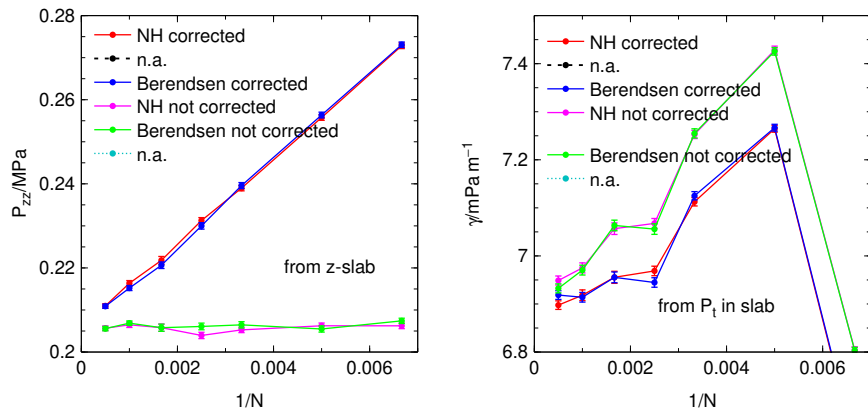 0.28
0.26
0.24
0.22
0.2
P_zz/MPa
NH corrected
n.a.
Berendsen corrected
NH not corrected
Berendsen not corrected
n.a.
from z-slab
0
0.002
0.004
0.006
1/N
7.4
7.2
7
6.8
γ/mPa m⁻¹
NH corrected
n.a.
Berendsen corrected
NH not corrected
Berendsen not corrected
n.a.
from P_t in slab
0
0.002
0.004
0.006
1/N